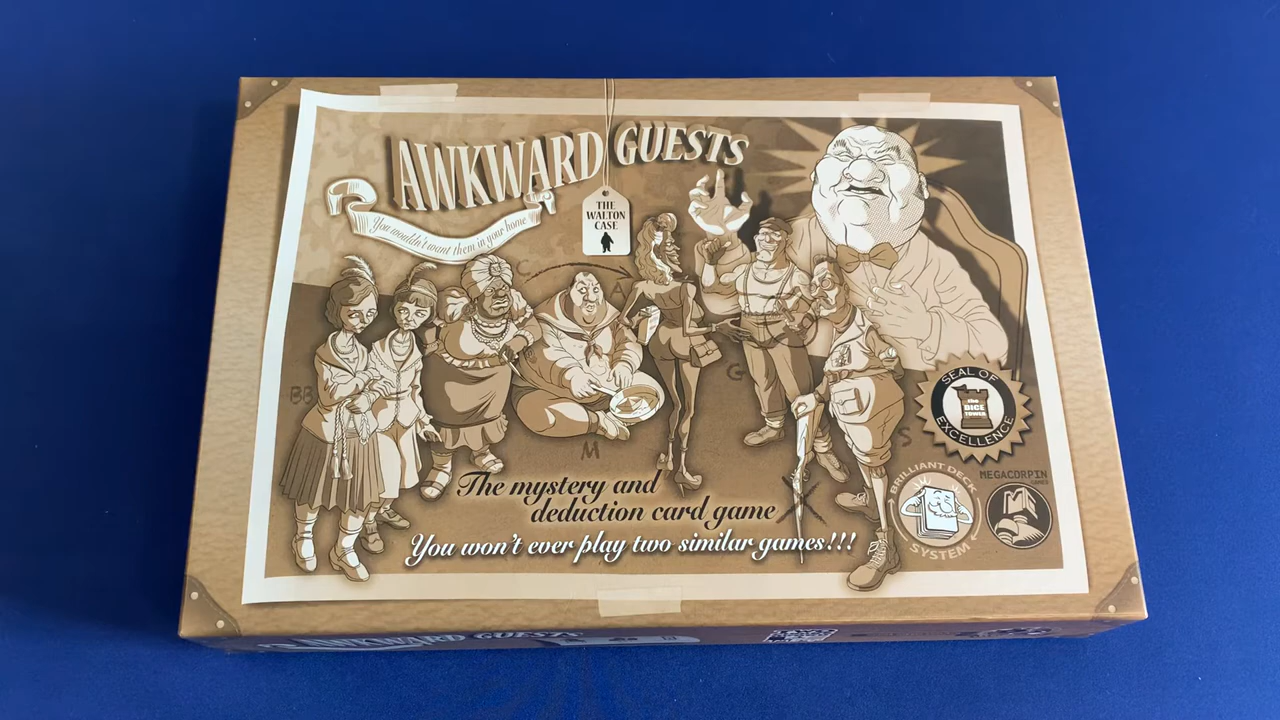 AWKWARD GUESTS
You wouldn't want them in your home
THE
WALTON
CASE
C
A
BB
G
M
S
SEAL OF
the
DICE
TOWER
EXCELLENCE
The mystery and
deduction card game
You won't ever play two similar games!!!
BRILLIANT DECK
SYSTEM
MEGACORPIN
GAMES
AWKWARD GUESTS